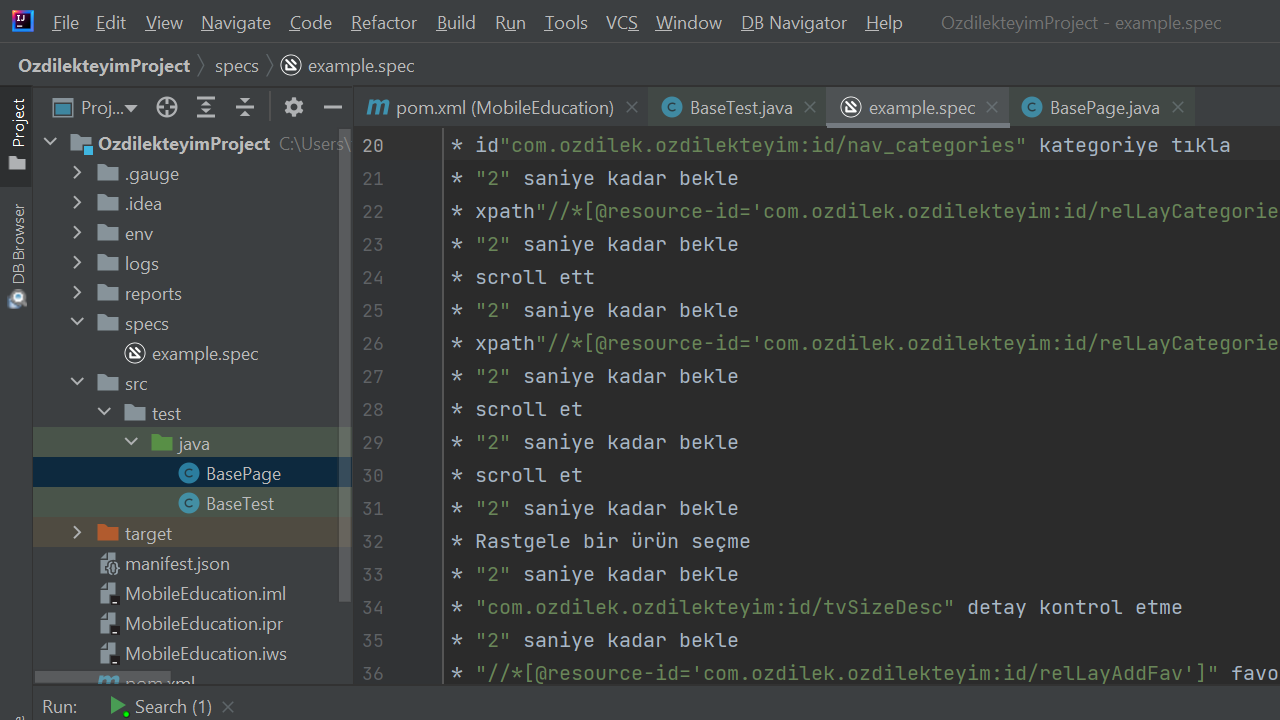 File Edit View Navigate Code Refactor Build Run Tools VCS Window DB Navigator Help OzdilekteyimProject - example.spec
OzdilekteyimProject specs example.spec
Project
DB Browser
Proj...
OzdilekteyimProject C:\Users\
.gauge
.idea
env
logs
reports
specs
example.spec
src
test
java
BasePage
BaseTest
target
manifest.json
MobileEducation.iml
MobileEducation.ipr
MobileEducation.iws
pom.xml
pom.xml (MobileEducation) BaseTest.java example.spec BasePage.java
20 * id"com.ozdilek.ozdilekteyim:id/nav_categories" kategoriye tıkla
21 * "2" saniye kadar bekle
22 * xpath"//*[@resource-id='com.ozdilek.ozdilekteyim:id/relLayCategorie
23 * "2" saniye kadar bekle
24 * scroll ett
25 * "2" saniye kadar bekle
26 * xpath"//*[@resource-id='com.ozdilek.ozdilekteyim:id/relLayCategorie
27 * "2" saniye kadar bekle
28 * scroll et
29 * "2" saniye kadar bekle
30 * scroll et
31 * "2" saniye kadar bekle
32 * Rastgele bir ürün seçme
33 * "2" saniye kadar bekle
34 * "com.ozdilek.ozdilekteyim:id/tvSizeDesc" detay kontrol etme
35 * "2" saniye kadar bekle
36 * "//*[@resource-id='com.ozdilek.ozdilekteyim:id/relLayAddFav']" favo
Run: Search (1)